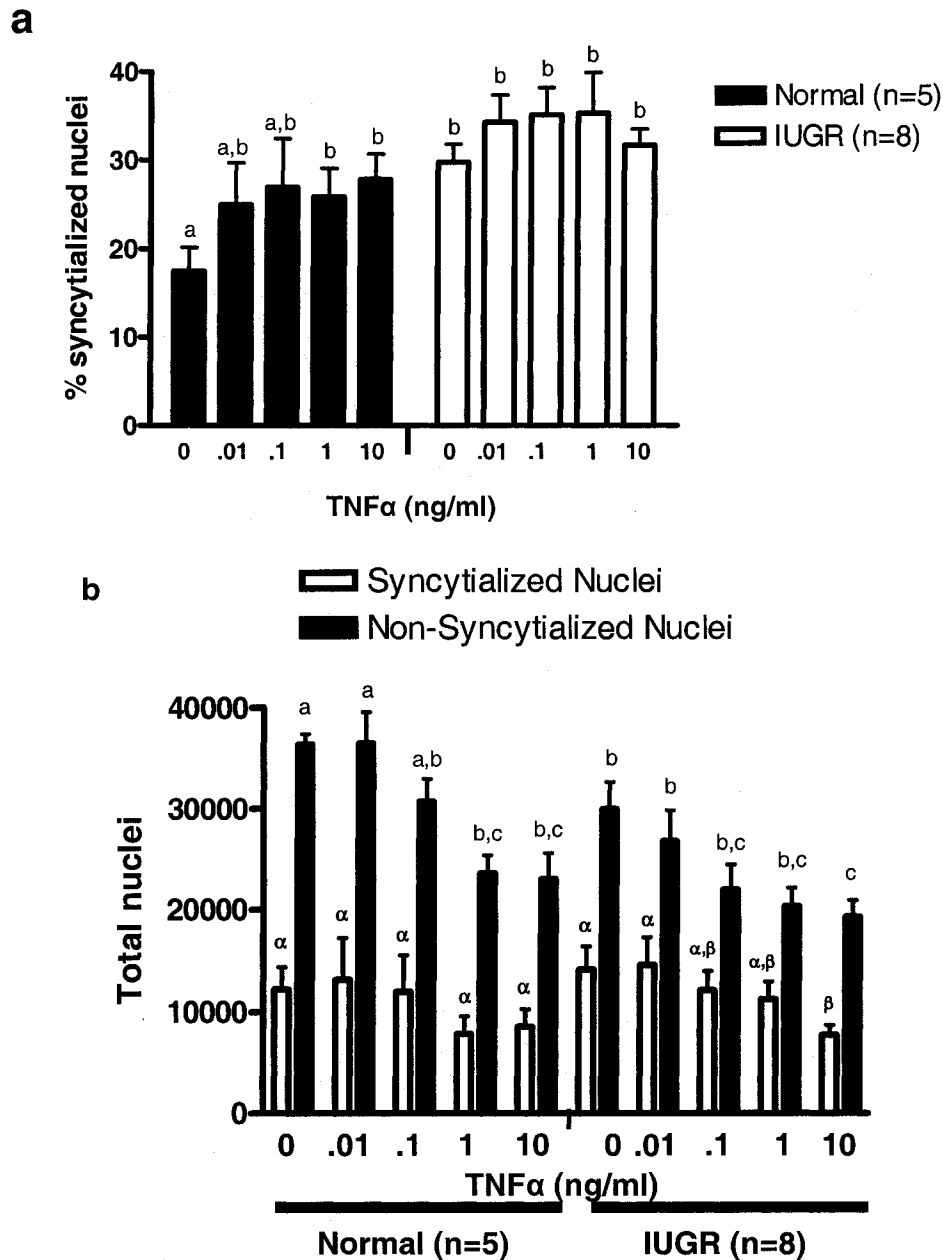 a
% syncytialized nuclei
40
30
20
10
0
a a,b a,b b b b b b b b
Normal (n=5)
IUGR (n=8)
0 .01 .1 1 10 0 .01 .1 1 10
TNFα (ng/ml)
b
Syncytialized Nuclei
Non-Syncytialized Nuclei
Total nuclei
40000
30000
20000
10000
0
a a a,b b,c b,c b b b,c b,c c
α α α α α α α α,β α,β β
0 .01 .1 1 10 0 .01 .1 1 10
TNFα (ng/ml)
Normal (n=5) IUGR (n=8)